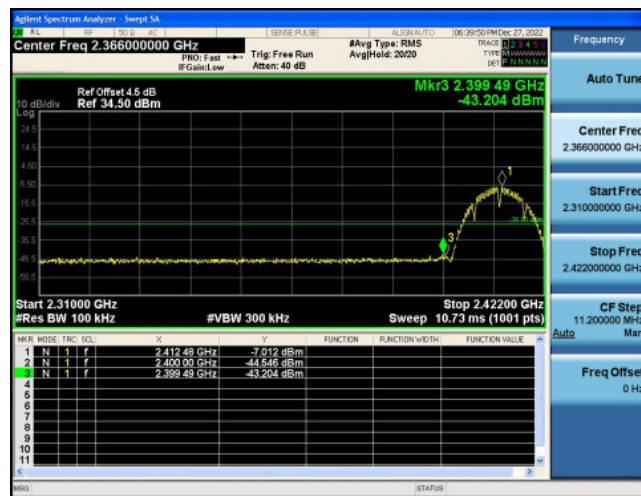 Agilent Spectrum Analyzer - Swept SA
RL RF 50 Ω AC SENSE:PULSE ALIGN AUTO 06:39:50 PM Dec 27, 2022
Center Freq 2.366000000 GHz
PNO: Fast
IFGain:Low
Trig: Free Run
Atten: 40 dB
#Avg Type: RMS
Avg|Hold: 20/20
TRACE 1 2 3 4 5 6
TYPE
DET P N N N N N
Frequency
Auto Tune
Center Freq
2.366000000 GHz
Start Freq
2.310000000 GHz
Stop Freq
2.422000000 GHz
CF Step
11.200000 MHz
Auto Man
Freq Offset
0 Hz
Mkr3 2.399 49 GHz
-43.204 dBm
Ref Offset 4.5 dB
Ref 34.50 dBm
10 dB/div
Log
24.5
14.5
4.50
-5.50
-15.5
-25.5
-35.5
-45.5
-55.5
1
3
Start 2.31000 GHz Stop 2.42200 GHz
#Res BW 100 kHz #VBW 300 kHz Sweep 10.73 ms (1001 pts)
MKR MODE TRC SCL X Y FUNCTION FUNCTION WIDTH FUNCTION VALUE
1 N 1 f 2.412 48 GHz -7.012 dBm
2 N 1 f 2.400 00 GHz -44.546 dBm
3 N 1 f 2.399 49 GHz -43.204 dBm
4
5
6
7
8
9
10
11
MSG STATUS